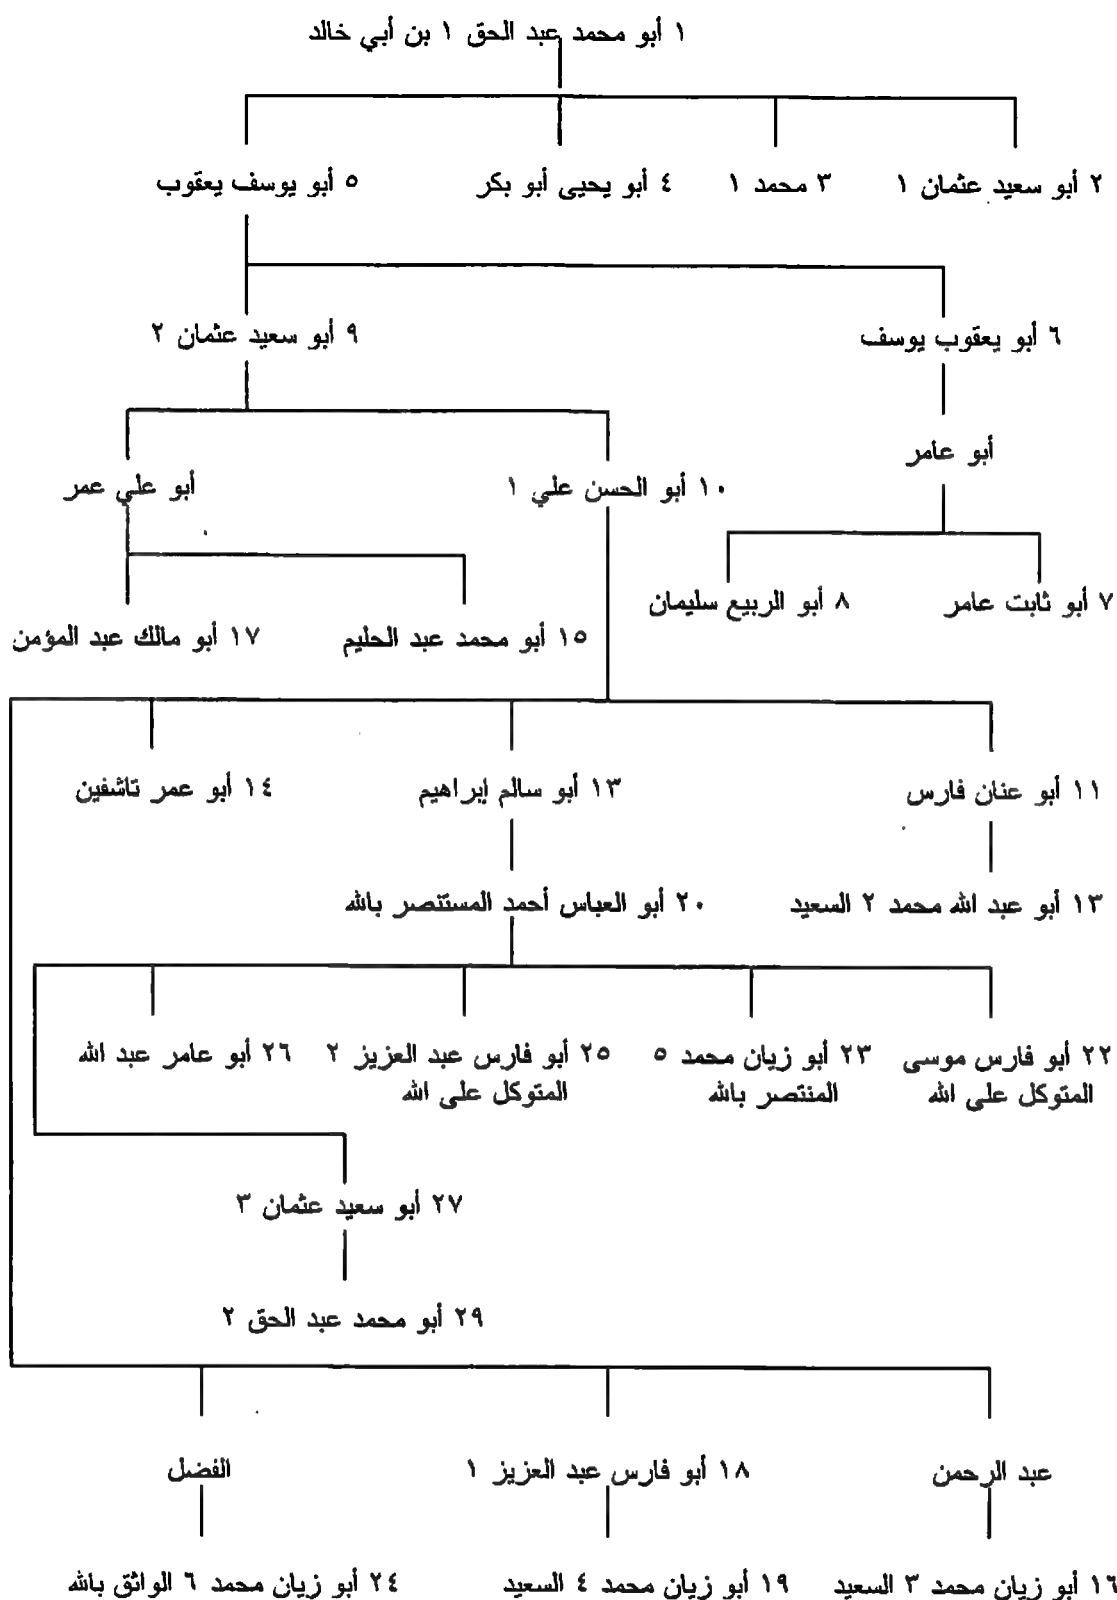 ١ أبو محمد عبد الحق ١ بن أبي خالد
٢ أبو سعيد عثمان ١
٣ محمد ١
٤ أبو يحيى أبو بكر
٥ أبو يوسف يعقوب
٦ أبو يعقوب يوسف
٩ أبو سعيد عثمان ٢
أبو عامر
١٠ أبو الحسن علي ١
أبو علي عمر
٧ أبو ثابت عامر
٨ أبو الربيع سليمان
١٥ أبو محمد عبد الحليم
١٧ أبو مالك عبد المؤمن
١١ أبو عنان فارس
١٣ أبو سالم إبراهيم
١٤ أبو عمر تاشفين
١٣ أبو عبد الله محمد ٢ السعيد
٢٠ أبو العباس أحمد المستنصر بالله
٢٢ أبو فارس موسى
المتوكل على الله
٢٣ أبو زيان محمد ٥
المنتصر بالله
٢٥ أبو فارس عبد العزيز ٢
المتوكل على الله
٢٦ أبو عامر عبد الله
٢٧ أبو سعيد عثمان ٣
٢٩ أبو محمد عبد الحق ٢
عبد الرحمن
١٨ أبو فارس عبد العزيز ١
الفضل
١٦ أبو زيان محمد ٣ السعيد
١٩ أبو زيان محمد ٤ السعيد
٢٤ أبو زيان محمد ٦ الواثق بالله